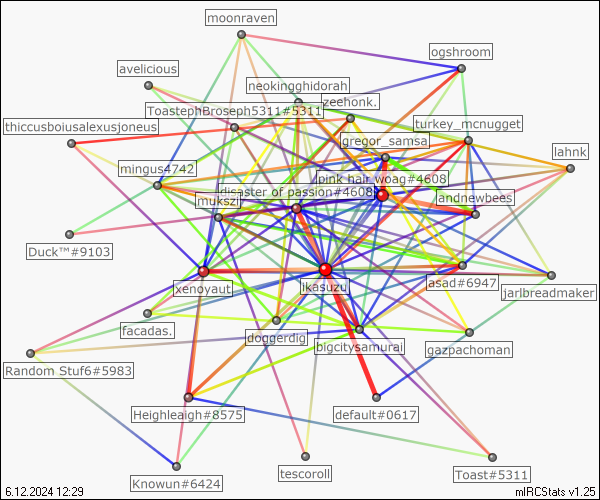 moonraven
ogshroom
avelicious
neokingghidorah
zeehonk.
ToastephBroseph5311#5311
thiccusboiusalexusjoneus
turkey_mcnugget
gregor_samsa
lahnk
mingus4742
pink hair woag#4608
disaster of passion#4608
mukszi
landnewbees
Duck™#9103
xenoyaut
ikasuzu
asad#6947
jarlbreadmaker
facadas.
doggerdig
bigcitysamurai
gazpachoman
Random Stuf6#5983
Heighleigh#8575
default#0617
tescoroll
Toast#5311
Knowun#6424
6.12.2024 12:29
mIRCStats v1.25